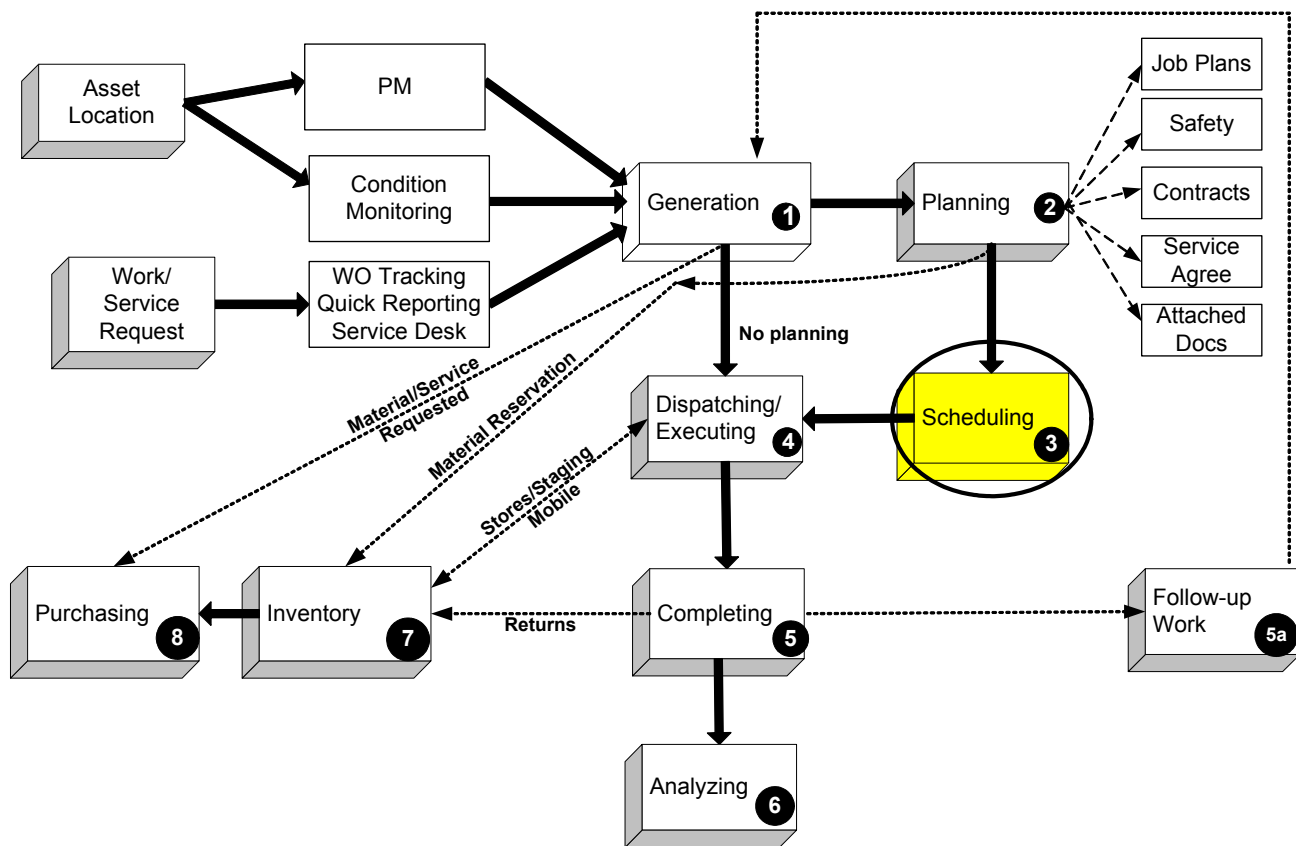 Asset
Location
PM
Condition
Monitoring
Work/
Service
Request
WO Tracking
Quick Reporting
Service Desk
Generation
1
Planning
2
Job Plans
Safety
Contracts
Service
Agree
Attached
Docs
No planning
Material/Service
Requested
Material Reservation
Stores/Staging
Mobile
Dispatching/
Executing
4
Scheduling
3
Purchasing
8
Inventory
7
Returns
Completing
5
Follow-up
Work
5a
Analyzing
6